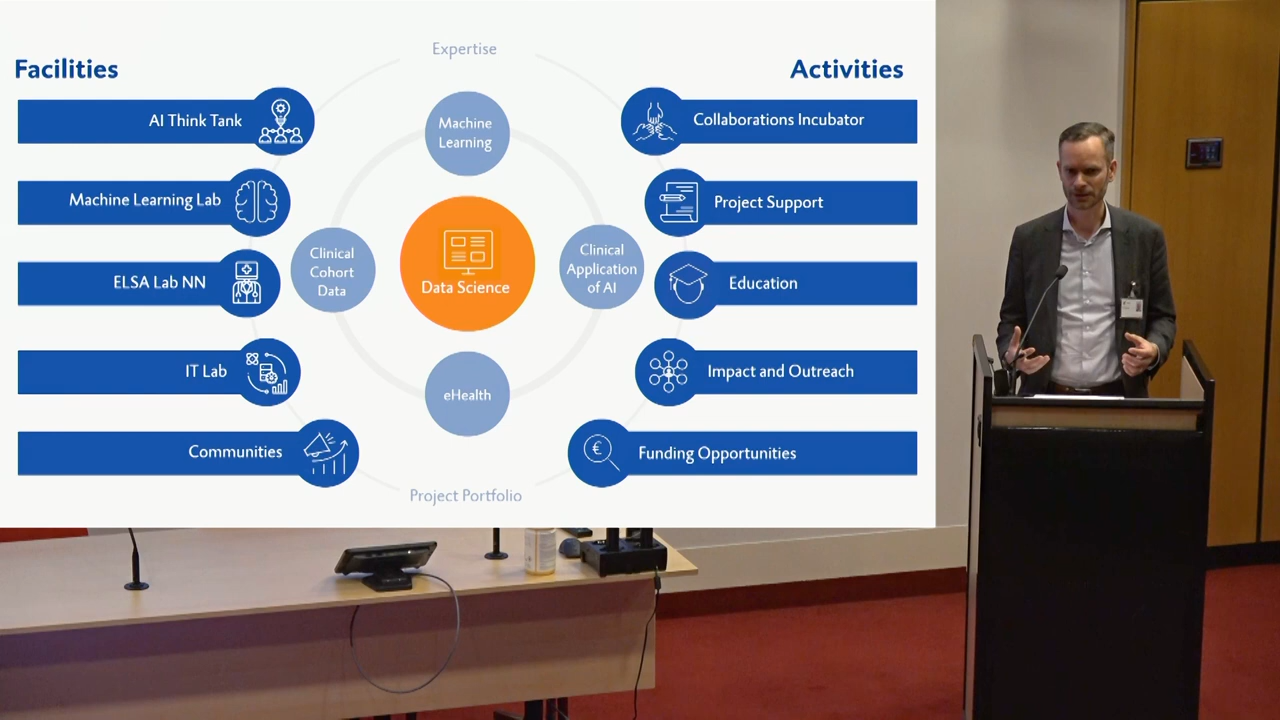 Expertise
Facilities
Activities
AI Think Tank
Machine Learning Lab
ELSA Lab NN
IT Lab
Communities
Machine
Learning
Clinical
Cohort
Data
Data Science
Clinical
Application
of AI
eHealth
Collaborations Incubator
Project Support
Education
Impact and Outreach
€
Funding Opportunities
Project Portfolio